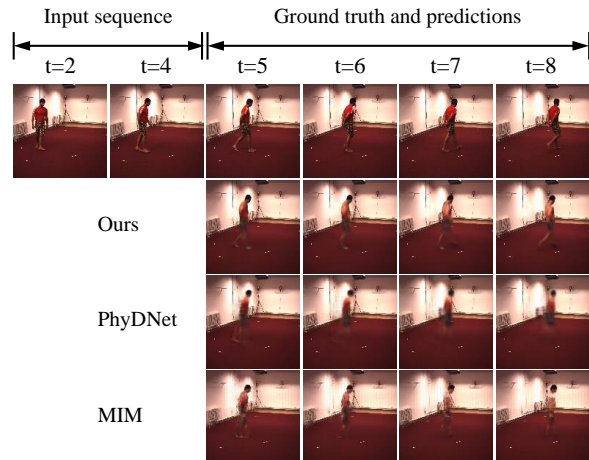 Input sequence
Ground truth and predictions
t=2 t=4 t=5 t=6 t=7 t=8
Ours
PhyDNet
MIM